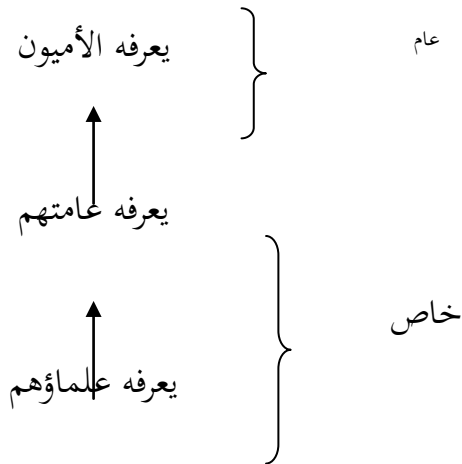 عام
يعرفه الأميون
يعرفه عامتهم
خاص
يعرفه علماؤهم